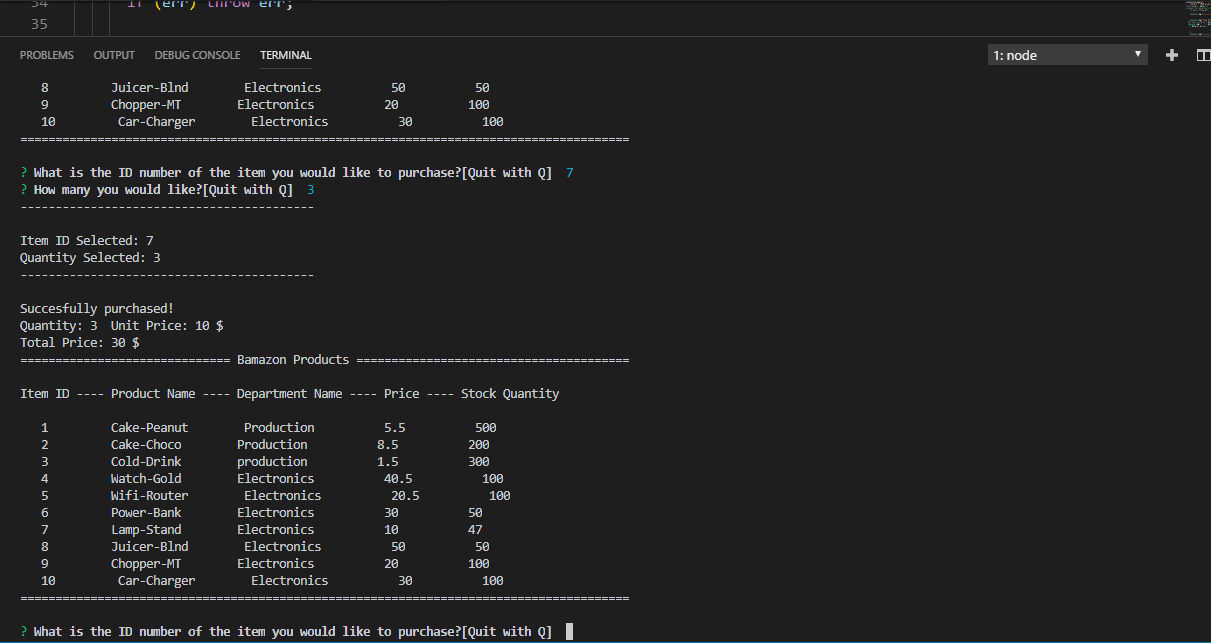 34 if (err) throw err;
35
PROBLEMS OUTPUT DEBUG CONSOLE TERMINAL 1: node
8 Juicer-Blnd Electronics 50 50
9 Chopper-MT Electronics 20 100
10 Car-Charger Electronics 30 100
=======================================================================================
? What is the ID number of the item you would like to purchase?[Quit with Q] 7
? How many you would like?[Quit with Q] 3
------------------------------------------
Item ID Selected: 7
Quantity Selected: 3
------------------------------------------
Succesfully purchased!
Quantity: 3 Unit Price: 10 $
Total Price: 30 $
============================== Bamazon Products =======================================
Item ID ---- Product Name ---- Department Name ---- Price ---- Stock Quantity
1 Cake-Peanut Production 5.5 500
2 Cake-Choco Production 8.5 200
3 Cold-Drink production 1.5 300
4 Watch-Gold Electronics 40.5 100
5 Wifi-Router Electronics 20.5 100
6 Power-Bank Electronics 30 50
7 Lamp-Stand Electronics 10 47
8 Juicer-Blnd Electronics 50 50
9 Chopper-MT Electronics 20 100
10 Car-Charger Electronics 30 100
=======================================================================================
? What is the ID number of the item you would like to purchase?[Quit with Q]